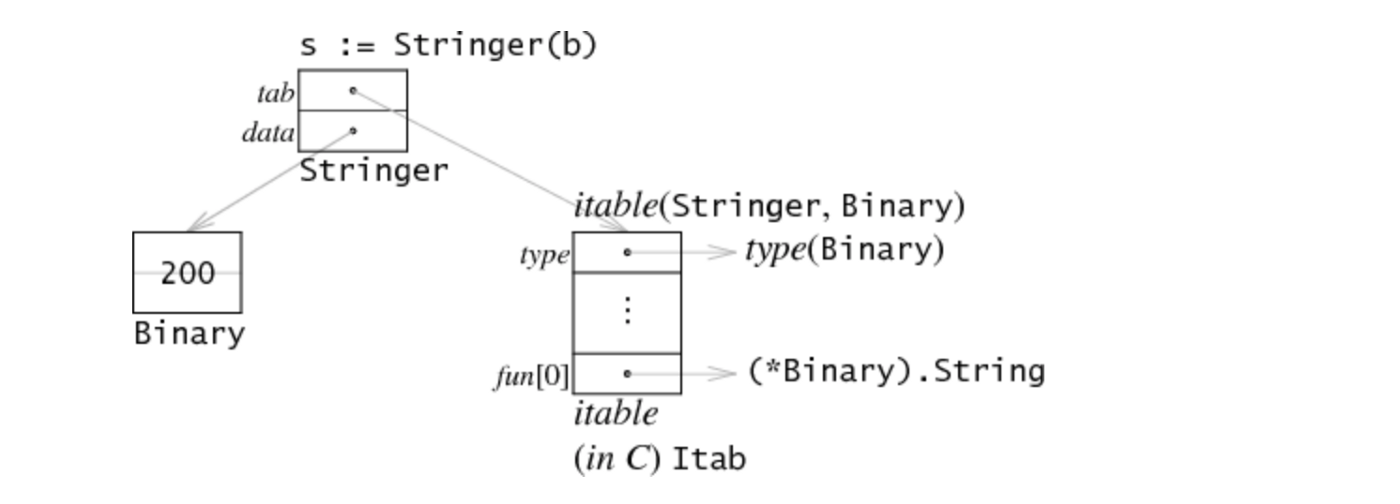 s := Stringer(b)
tab
data
Stringer
itable(Stringer, Binary)
type
type(Binary)
200
⋮
Binary
fun[0]
(*Binary).String
itable
(in C) Itab